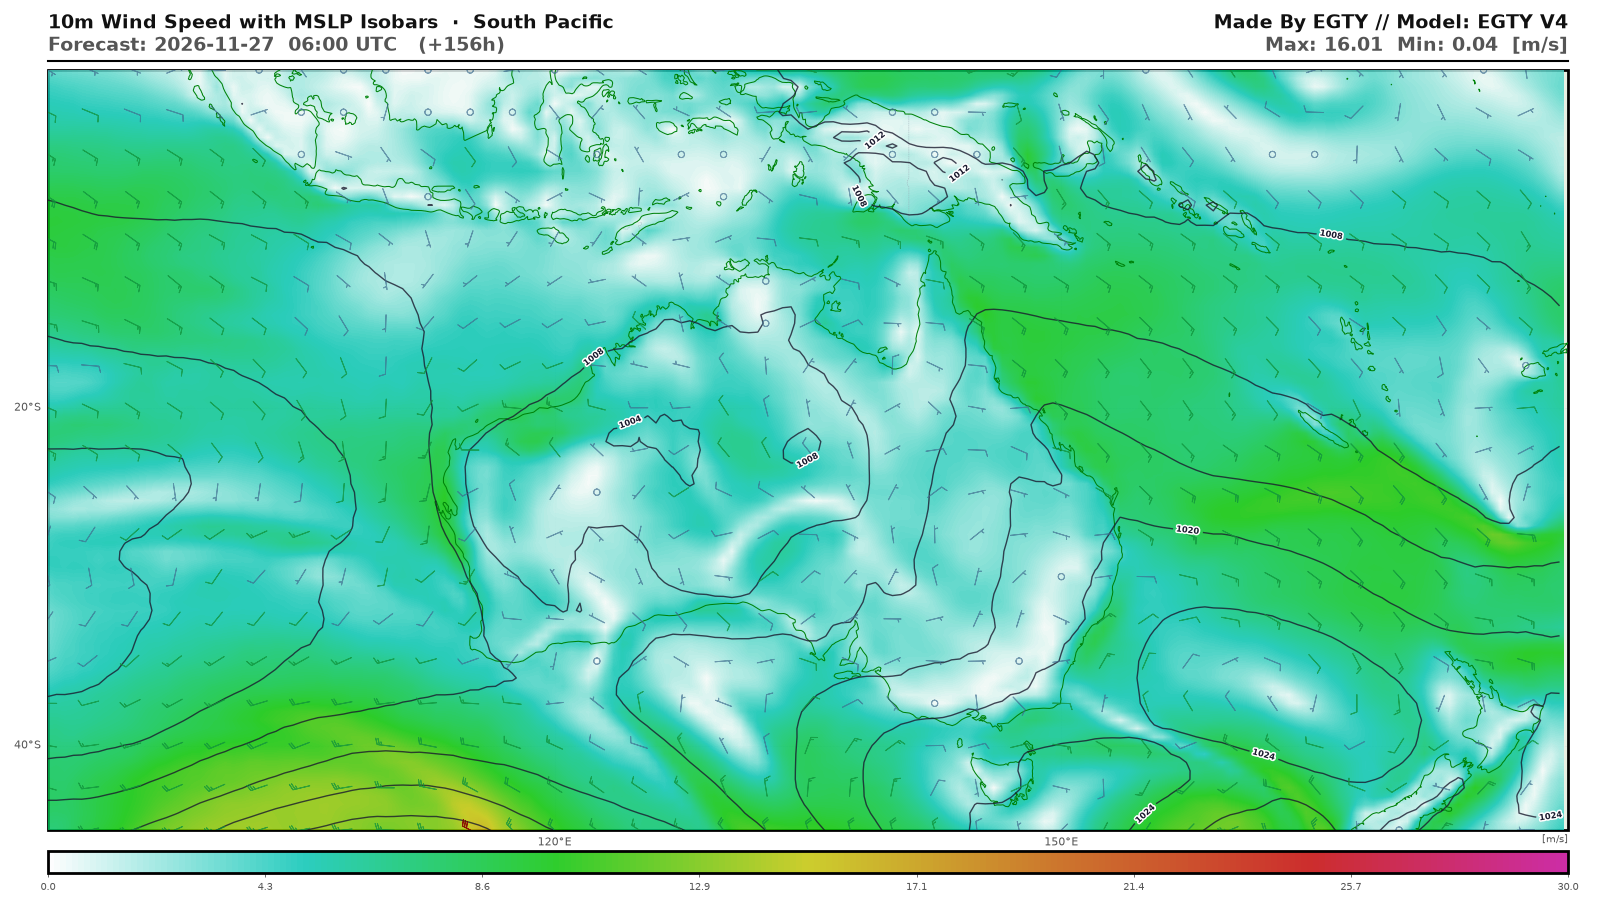 10m Wind Speed with MSLP Isobars · South Pacific
Made By EGTY // Model: EGTY V4
Forecast: 2026-11-27 06:00 UTC (+156h)
Max: 16.01 Min: 0.04 [m/s]
1012
1012
1008
1008
1008
1004
1008
1020
1024
1024
1024
20°S
40°S
120°E
150°E
[m/s]
0.0
4.3
8.6
12.9
17.1
21.4
25.7
30.0